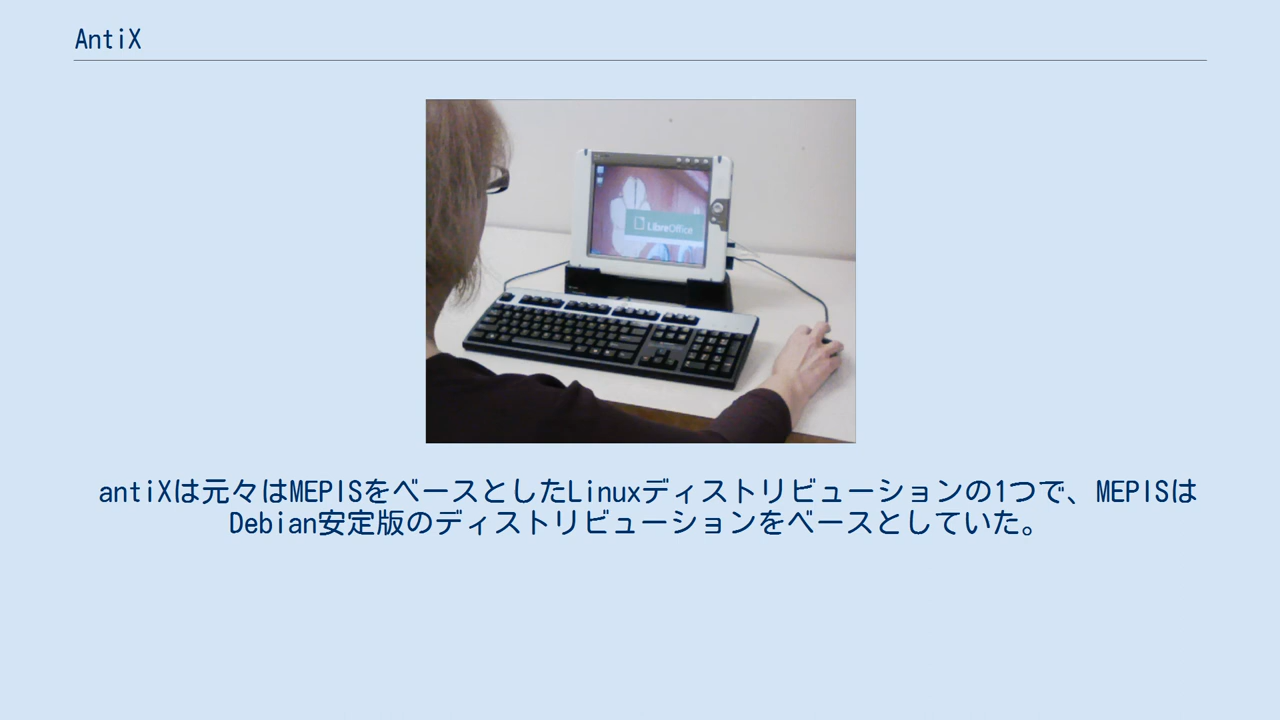 AntiX
LibreOffice
antiXは元々はMEPISをベースとしたLinuxディストリビューションの1つで、MEPISは
Debian安定版のディストリビューションをベースとしていた。